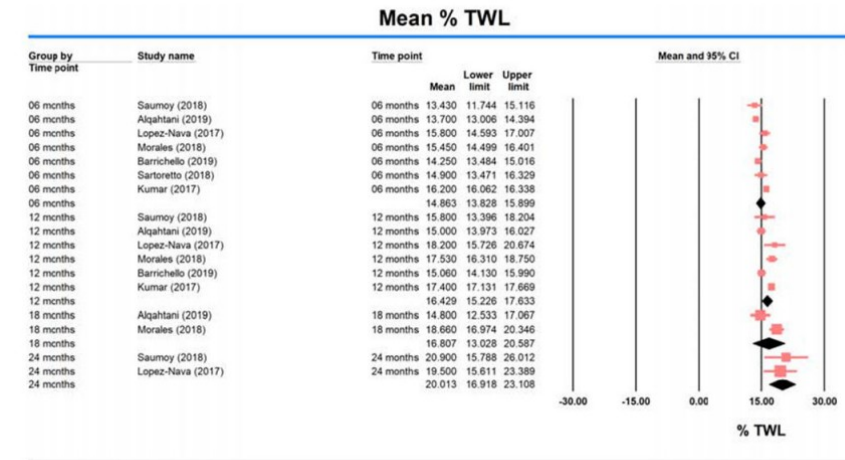 Mean % TWL
Group by Study name Time point Mean and 95% CI
Time point
Lower Upper
Mean limit limit
06 months Saumoy (2018) 06 months 13.430 11.744 15.116
06 months Alqahtani (2019) 06 months 13.700 13.006 14.394
06 months Lopez-Nava (2017) 06 months 15.800 14.593 17.007
06 months Morales (2018) 06 months 15.450 14.499 16.401
06 months Barrichello (2019) 06 months 14.250 13.484 15.016
06 months Sartoretto (2018) 06 months 14.900 13.471 16.329
06 months Kumar (2017) 06 months 16.200 16.062 16.338
06 months 14.863 13.828 15.899
12 months Saumoy (2018) 12 months 15.800 13.396 18.204
12 months Alqahtani (2019) 12 months 15.000 13.973 16.027
12 months Lopez-Nava (2017) 12 months 18.200 15.726 20.674
12 months Morales (2018) 12 months 17.530 16.310 18.750
12 months Barrichello (2019) 12 months 15.060 14.130 15.990
12 months Kumar (2017) 12 months 17.400 17.131 17.669
12 months 16.429 15.226 17.633
18 months Alqahtani (2019) 18 months 14.800 12.533 17.067
18 months Morales (2018) 18 months 18.660 16.974 20.346
18 months 16.807 13.028 20.587
24 months Saumoy (2018) 24 months 20.900 15.788 26.012
24 months Lopez-Nava (2017) 24 months 19.500 15.611 23.389
24 months 20.013 16.918 23.108
-30.00 -15.00 0.00 15.00 30.00
% TWL